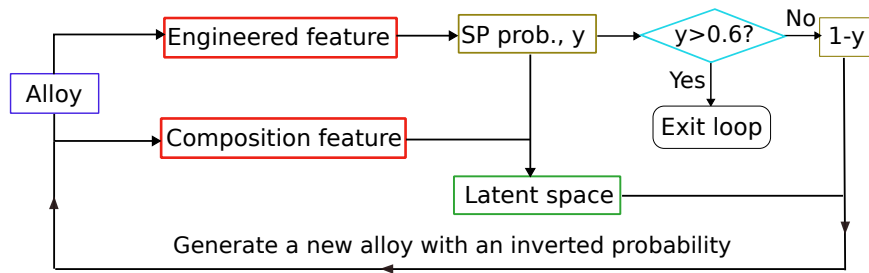 Engineered feature
SP prob., y
y>0.6?
No
1-y
Alloy
Yes
Composition feature
Exit loop
Latent space
Generate a new alloy with an inverted probability